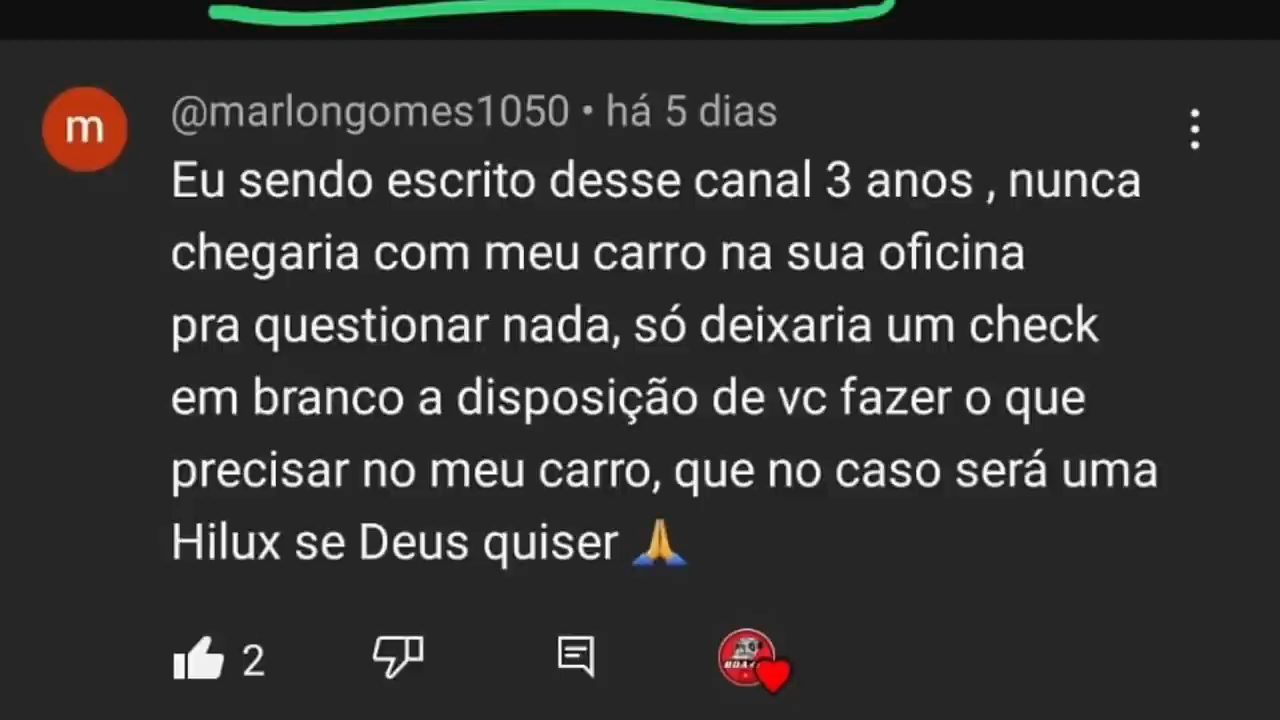 m
@marlongomes1050 • há 5 dias
Eu sendo escrito desse canal 3 anos , nunca
chegaria com meu carro na sua oficina
pra questionar nada, só deixaria um check
em branco a disposição de vc fazer o que
precisar no meu carro, que no caso será uma
Hilux se Deus quiser 🙏
2